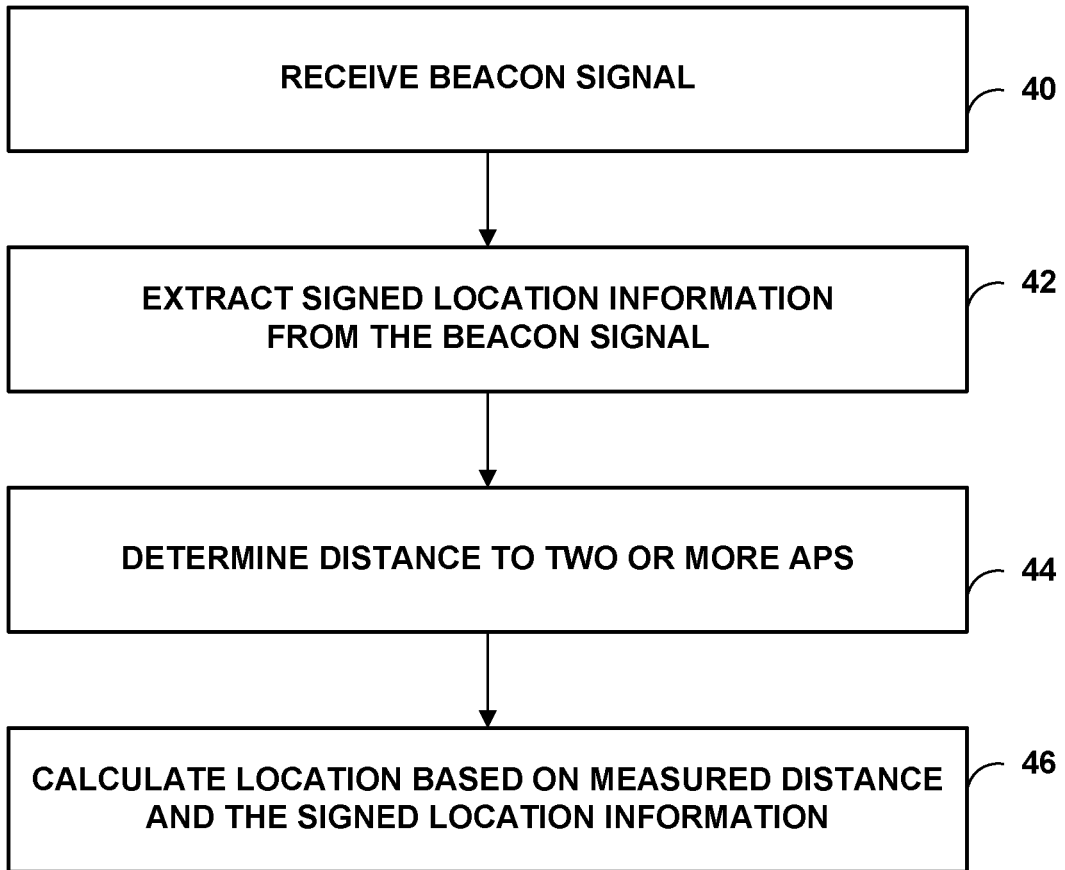 RECEIVE BEACON SIGNAL
40
EXTRACT SIGNED LOCATION INFORMATION
FROM THE BEACON SIGNAL
42
DETERMINE DISTANCE TO TWO OR MORE APS
44
CALCULATE LOCATION BASED ON MEASURED DISTANCE
AND THE SIGNED LOCATION INFORMATION
46